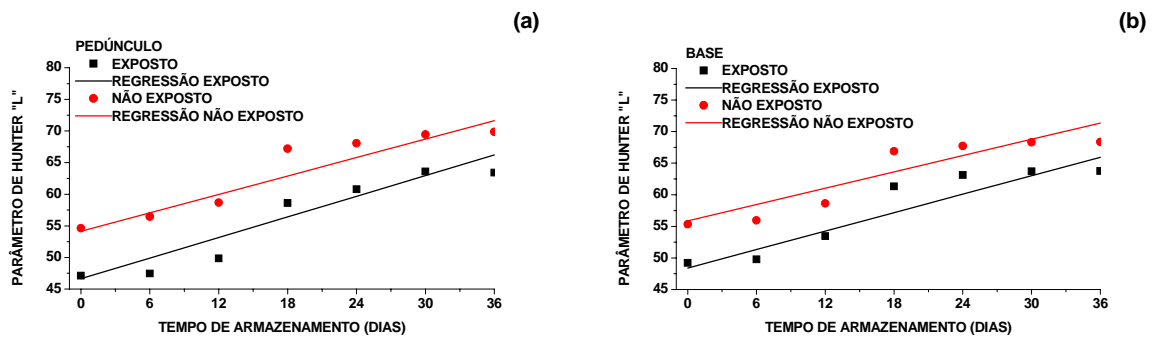 (a)
PEDÚNCULO
EXPOSTO
REGRESSÃO EXPOSTO
NÃO EXPOSTO
REGRESSÃO NÃO EXPOSTO
PARÂMETRO DE HUNTER "L"
80
75
70
65
60
55
50
45
0 6 12 18 24 30 36
TEMPO DE ARMAZENAMENTO (DIAS)
(b)
BASE
EXPOSTO
REGRESSÃO EXPOSTO
NÃO EXPOSTO
REGRESSÃO NÃO EXPOSTO
PARÂMETRO DE HUNTER "L"
80
75
70
65
60
55
50
45
0 6 12 18 24 30 36
TEMPO DE ARMAZENAMENTO (DIAS)